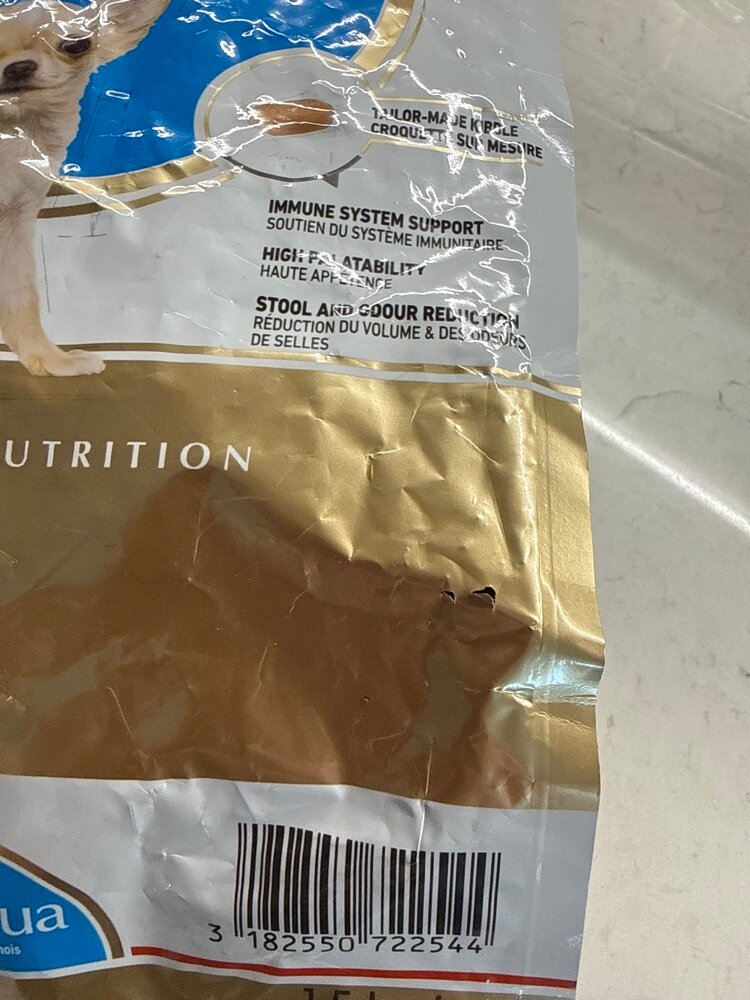 TAILOR-MADE KIBBLE
CROQUETTE SUR MESURE
IMMUNE SYSTEM SUPPORT
SOUTIEN DU SYSTÈME IMMUNITAIRE
HIGH PALATABILITY
HAUTE APPÉTENCE
STOOL AND ODOUR REDUCTION
RÉDUCTION DU VOLUME & DES ODEURS
DE SELLES
UTRITION
ua
nois
3 182550 722544